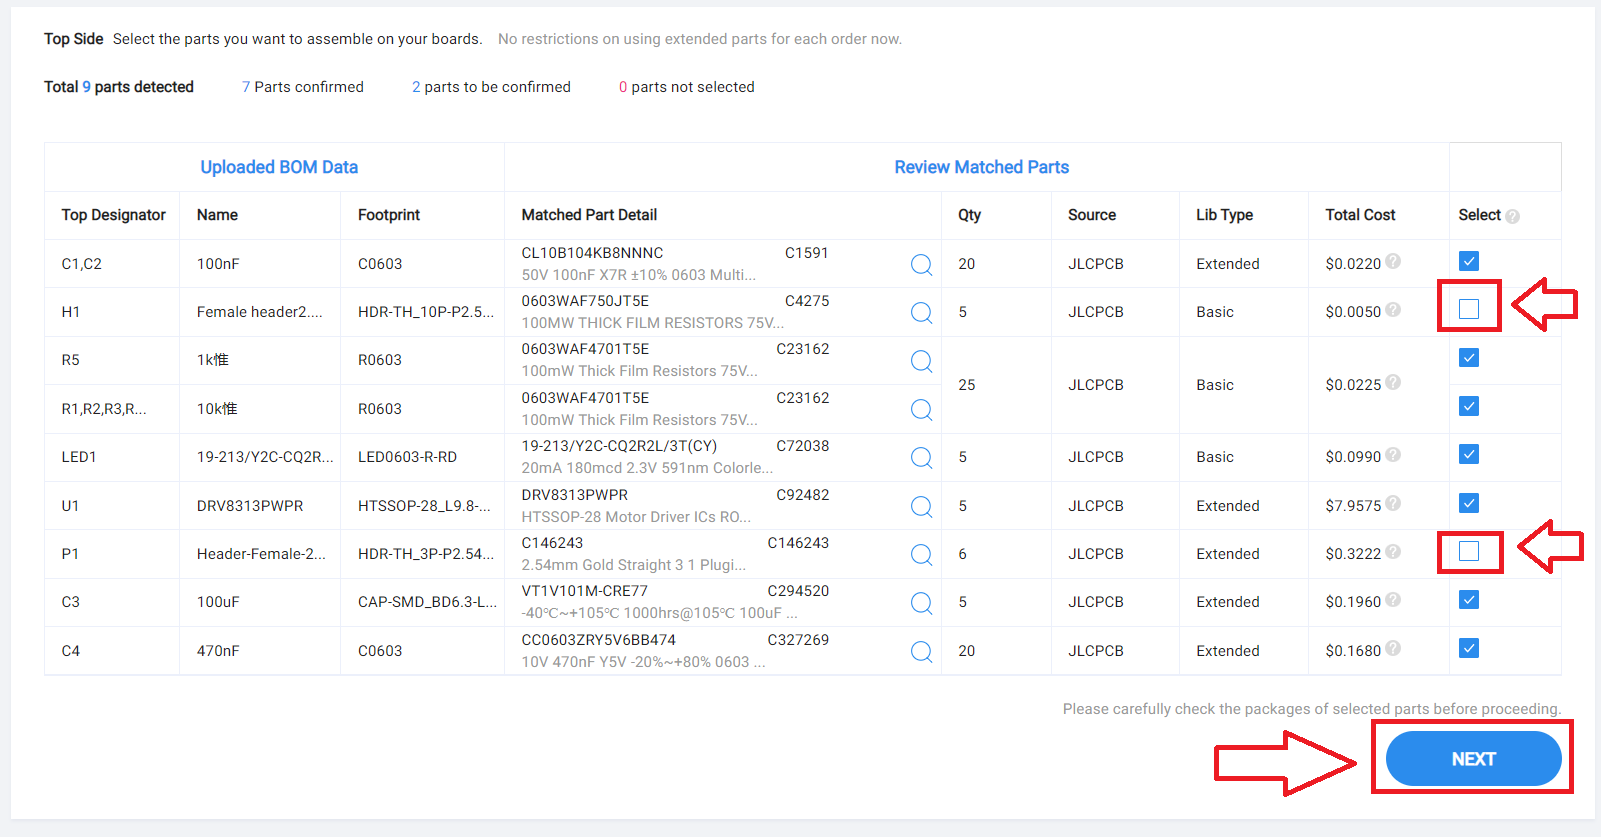 Top Side Select the parts you want to assemble on your boards. No restrictions on using extended parts for each order now.
Total 9 parts detected 7 Parts confirmed 2 parts to be confirmed 0 parts not selected
Uploaded BOM Data Review Matched Parts
Top Designator Name Footprint Matched Part Detail Qty Source Lib Type Total Cost Select ?
C1,C2 100nF C0603 CL10B104KB8NNNC C1591 20 JLCPCB Extended $0.0220 ?
50V 100nF X7R ±10% 0603 Multi...
H1 Female header2.... HDR-TH_10P-P2.5... 0603WAF750JT5E C4275 5 JLCPCB Basic $0.0050 ?
100MW THICK FILM RESISTORS 75V...
R5 1k惟 R0603 0603WAF4701T5E C23162
100mW Thick Film Resistors 75V...
25 JLCPCB Basic $0.0225 ?
R1,R2,R3,R... 10k惟 R0603 0603WAF4701T5E C23162
100mW Thick Film Resistors 75V...
LED1 19-213/Y2C-CQ2R... LED0603-R-RD 19-213/Y2C-CQ2R2L/3T(CY) C72038 5 JLCPCB Basic $0.0990 ?
20mA 180mcd 2.3V 591nm Colorle...
U1 DRV8313PWPR HTSSOP-28_L9.8-... DRV8313PWPR C92482 5 JLCPCB Extended $7.9575 ?
HTSSOP-28 Motor Driver ICs RO...
P1 Header-Female-2... HDR-TH_3P-P2.54... C146243 C146243 6 JLCPCB Extended $0.3222 ?
2.54mm Gold Straight 3 1 Plugi...
C3 100uF CAP-SMD_BD6.3-L... VT1V101M-CRE77 C294520 5 JLCPCB Extended $0.1960 ?
-40℃~+105℃ 1000hrs@105℃ 100uF ...
C4 470nF C0603 CC0603ZRY5V6BB474 C327269 20 JLCPCB Extended $0.1680 ?
10V 470nF Y5V -20%~+80% 0603 ...
Please carefully check the packages of selected parts before proceeding.
NEXT